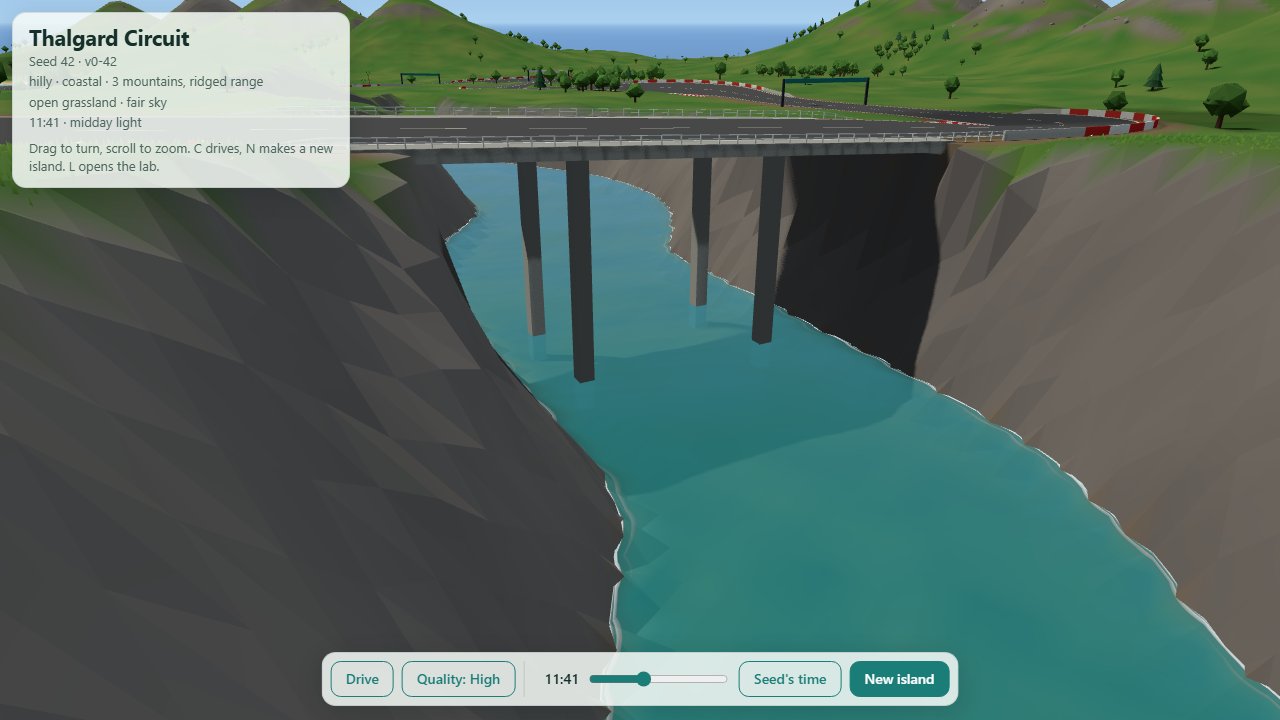 Thalgard Circuit
Seed 42 · v0-42
hilly · coastal · 3 mountains, ridged range
open grassland · fair sky
11:41 · midday light
Drag to turn, scroll to zoom. C drives, N makes a new
island. L opens the lab.
Drive
Quality: High
11:41
Seed's time
New island